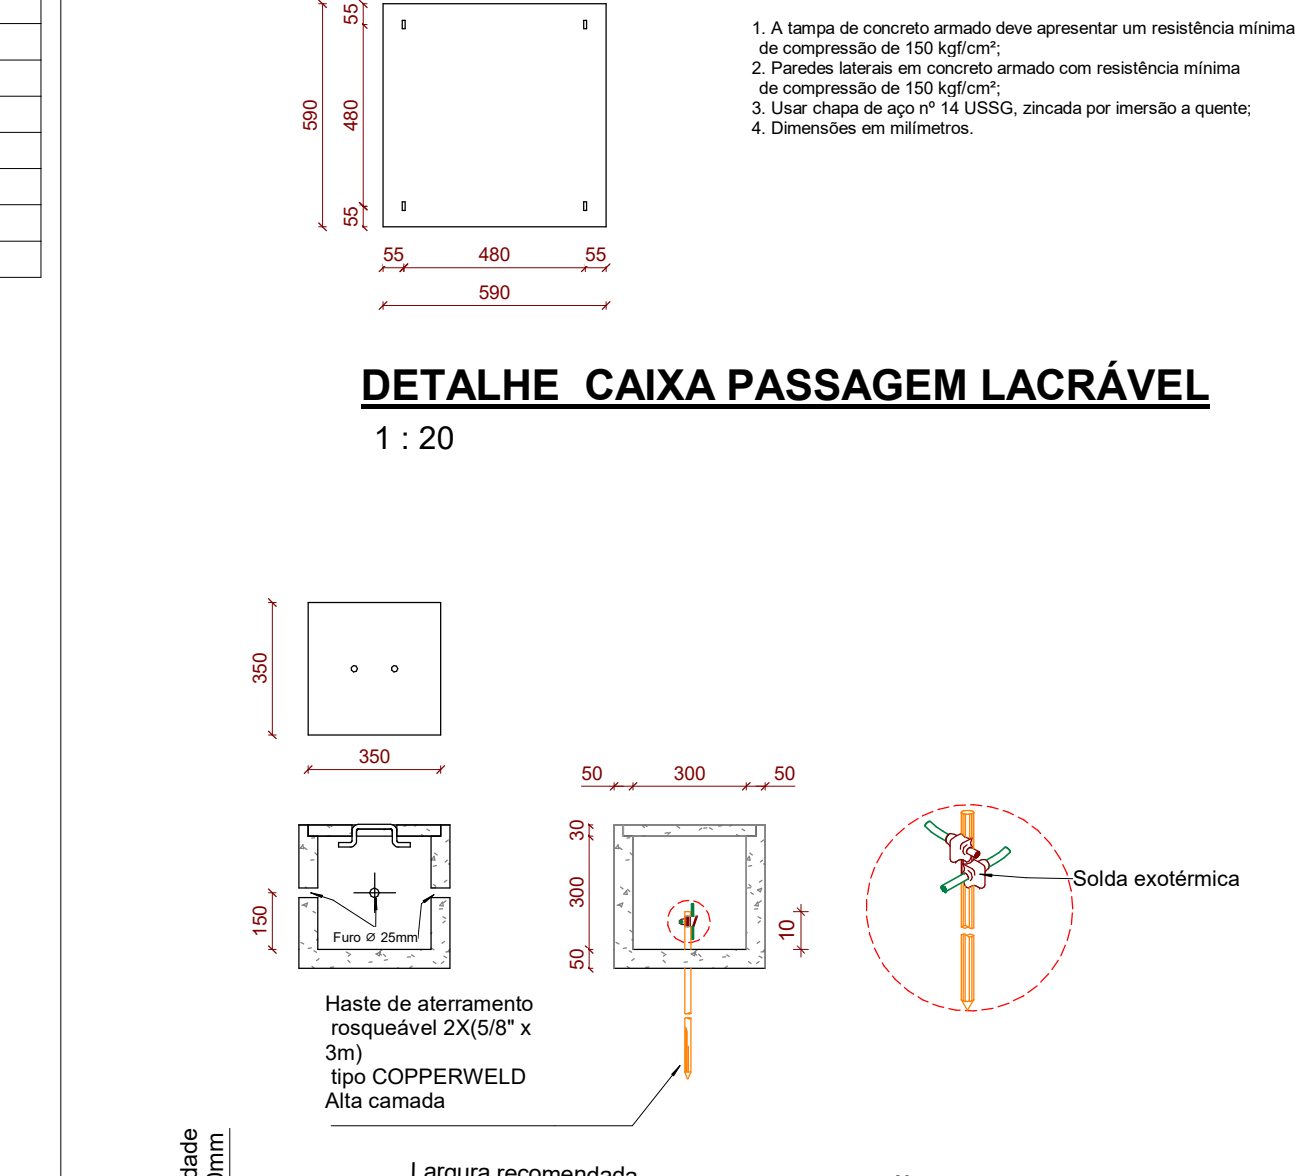 55
590
480
55
55
480
55
590
1. A tampa de concreto armado deve apresentar um resistência mínima
de compressão de 150 kgf/cm²;
2. Paredes laterais em concreto armado com resistência mínima
de compressão de 150 kgf/cm²;
3. Usar chapa de aço nº 14 USSG, zincada por imersão a quente;
4. Dimensões em milímetros.
DETALHE CAIXA PASSAGEM LACRÁVEL
1 : 20
350
350
50
300
50
30
300
50
150
10
Furo ∅ 25mm
Solda exotérmica
Haste de aterramento
rosqueável 2X(5/8" x
3m)
tipo COPPERWELD
Alta camada
Largura recomendada